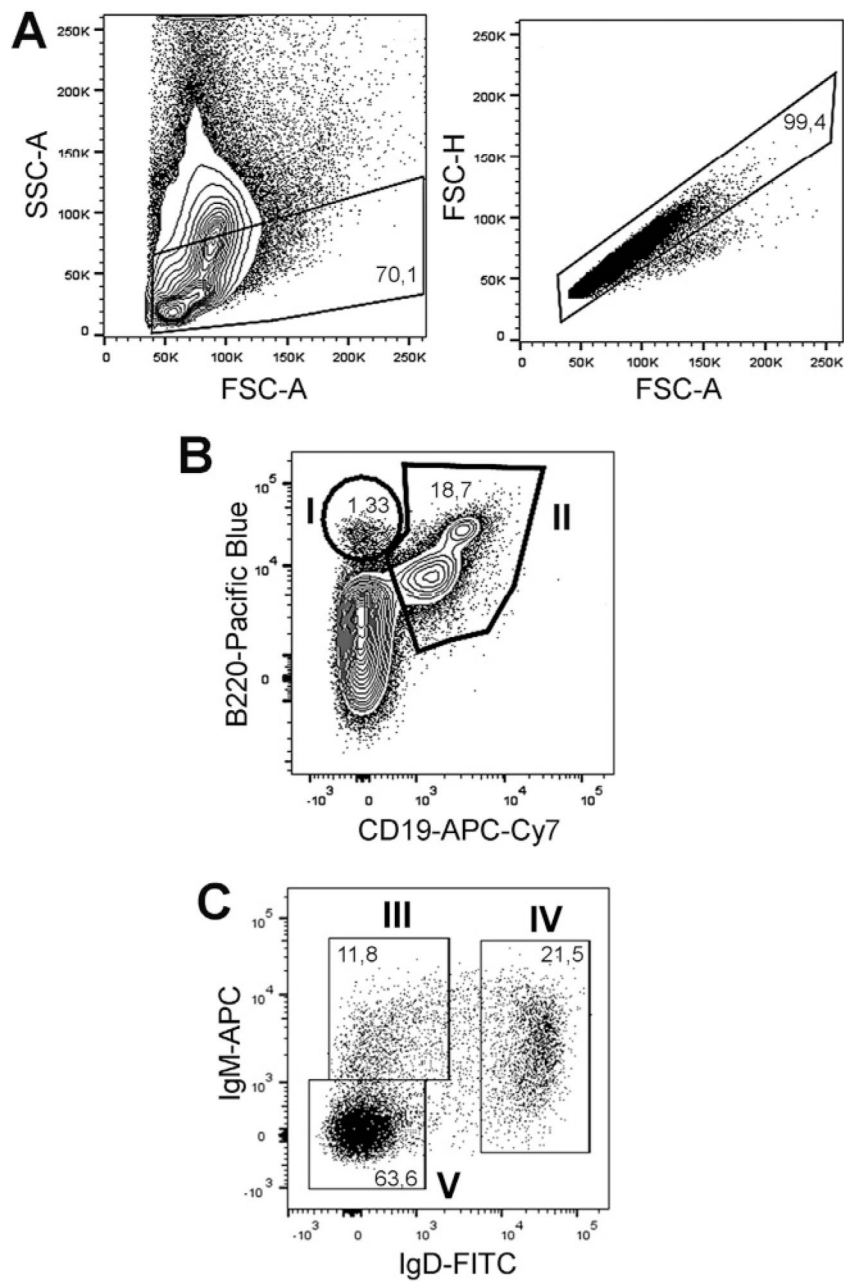 A
SSC-A
250K
200K
150K
100K
50K
0
70,1
0
50K
100K
150K
200K
250K
FSC-A
FSC-H
250K
200K
150K
100K
50K
0
99,4
0
50K
100K
150K
200K
250K
FSC-A
B
B220-Pacific Blue
10^5
10^4
0
I
1,33
18,7
II
-10^3
0
10^3
10^4
10^5
CD19-APC-Cy7
C
III
IV
IgM-APC
10^5
10^4
10^3
0
-10^3
11,8
21,5
63,6
V
-10^3
0
10^3
10^4
10^5
IgD-FITC